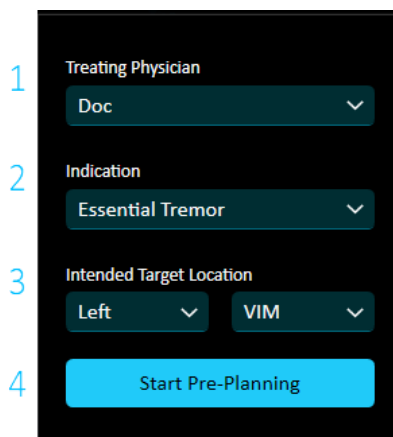 1 Treating Physician
Doc
2 Indication
Essential Tremor
3 Intended Target Location
Left VIM
4 Start Pre-Planning